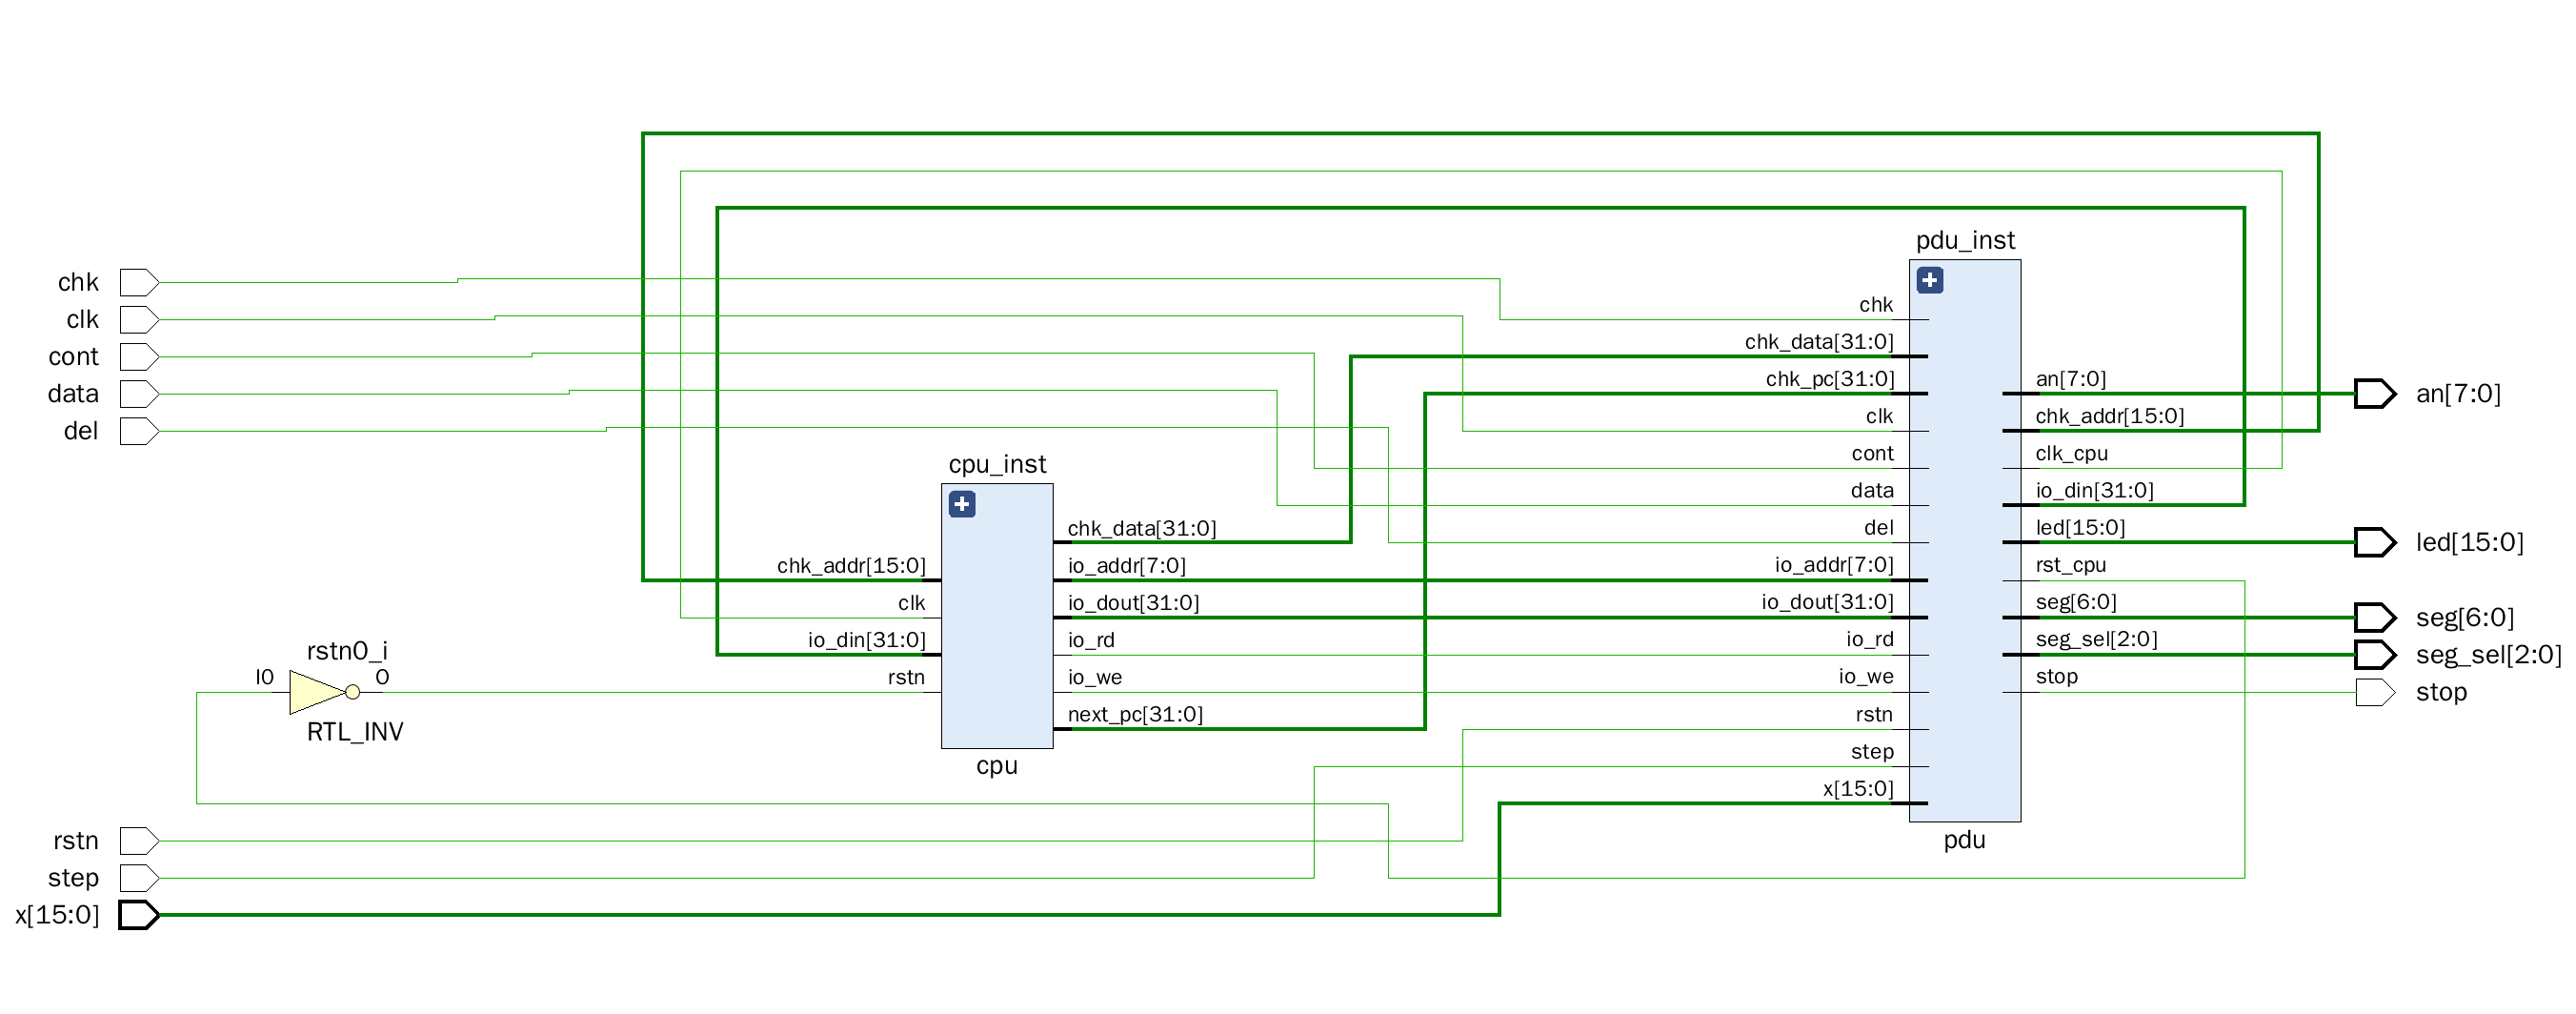 chk
clk
cont
data
del
rstn0_i
I0
O
RTL_INV
rstn
step
x[15:0]
cpu_inst
chk_addr[15:0]
clk
io_din[31:0]
rstn
chk_data[31:0]
io_addr[7:0]
io_dout[31:0]
io_rd
io_we
next_pc[31:0]
cpu
pdu_inst
chk
chk_data[31:0]
chk_pc[31:0]
clk
cont
data
del
io_addr[7:0]
io_dout[31:0]
io_rd
io_we
rstn
step
x[15:0]
an[7:0]
chk_addr[15:0]
clk_cpu
io_din[31:0]
led[15:0]
rst_cpu
seg[6:0]
seg_sel[2:0]
stop
pdu
an[7:0]
led[15:0]
seg[6:0]
seg_sel[2:0]
stop